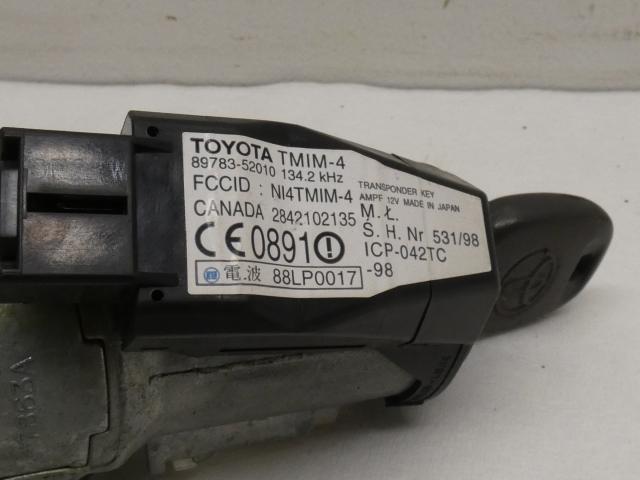 TOYOTA TMIM-4
89783-52010 134.2 kHz
FCCID : NI4TMIM-4
CANADA 2842102135
CE0891
電.波 88LP0017
TRANSPONDER KEY
AMPF 12V MADE IN JAPAN
M. Ł.
S. H. Nr 531/98
ICP-042TC
-98